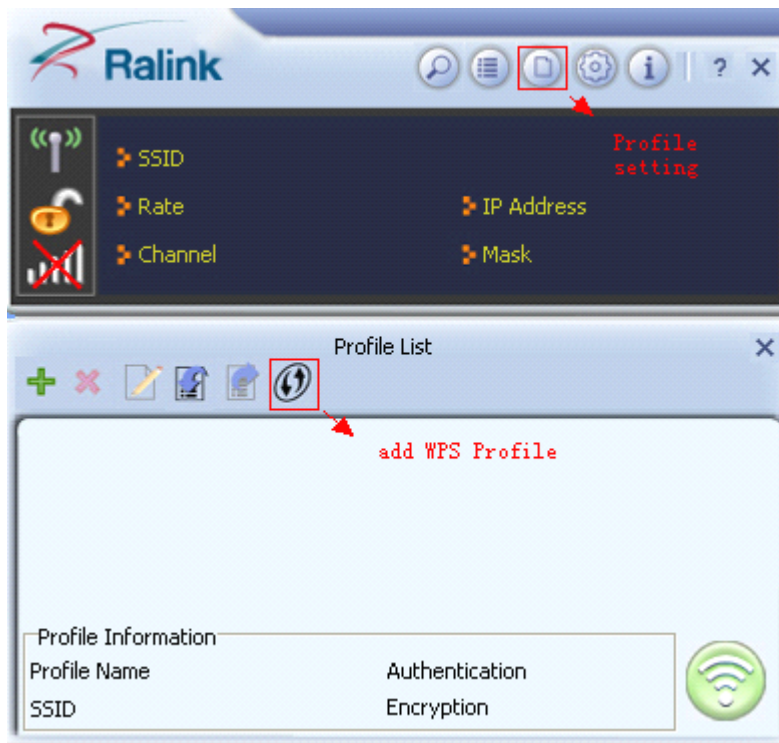 Ralink
i ? ×
Profile
setting
SSID
Rate
IP Address
Channel
Mask
Profile List
add WPS Profile
Profile Information
Profile Name
Authentication
SSID
Encryption